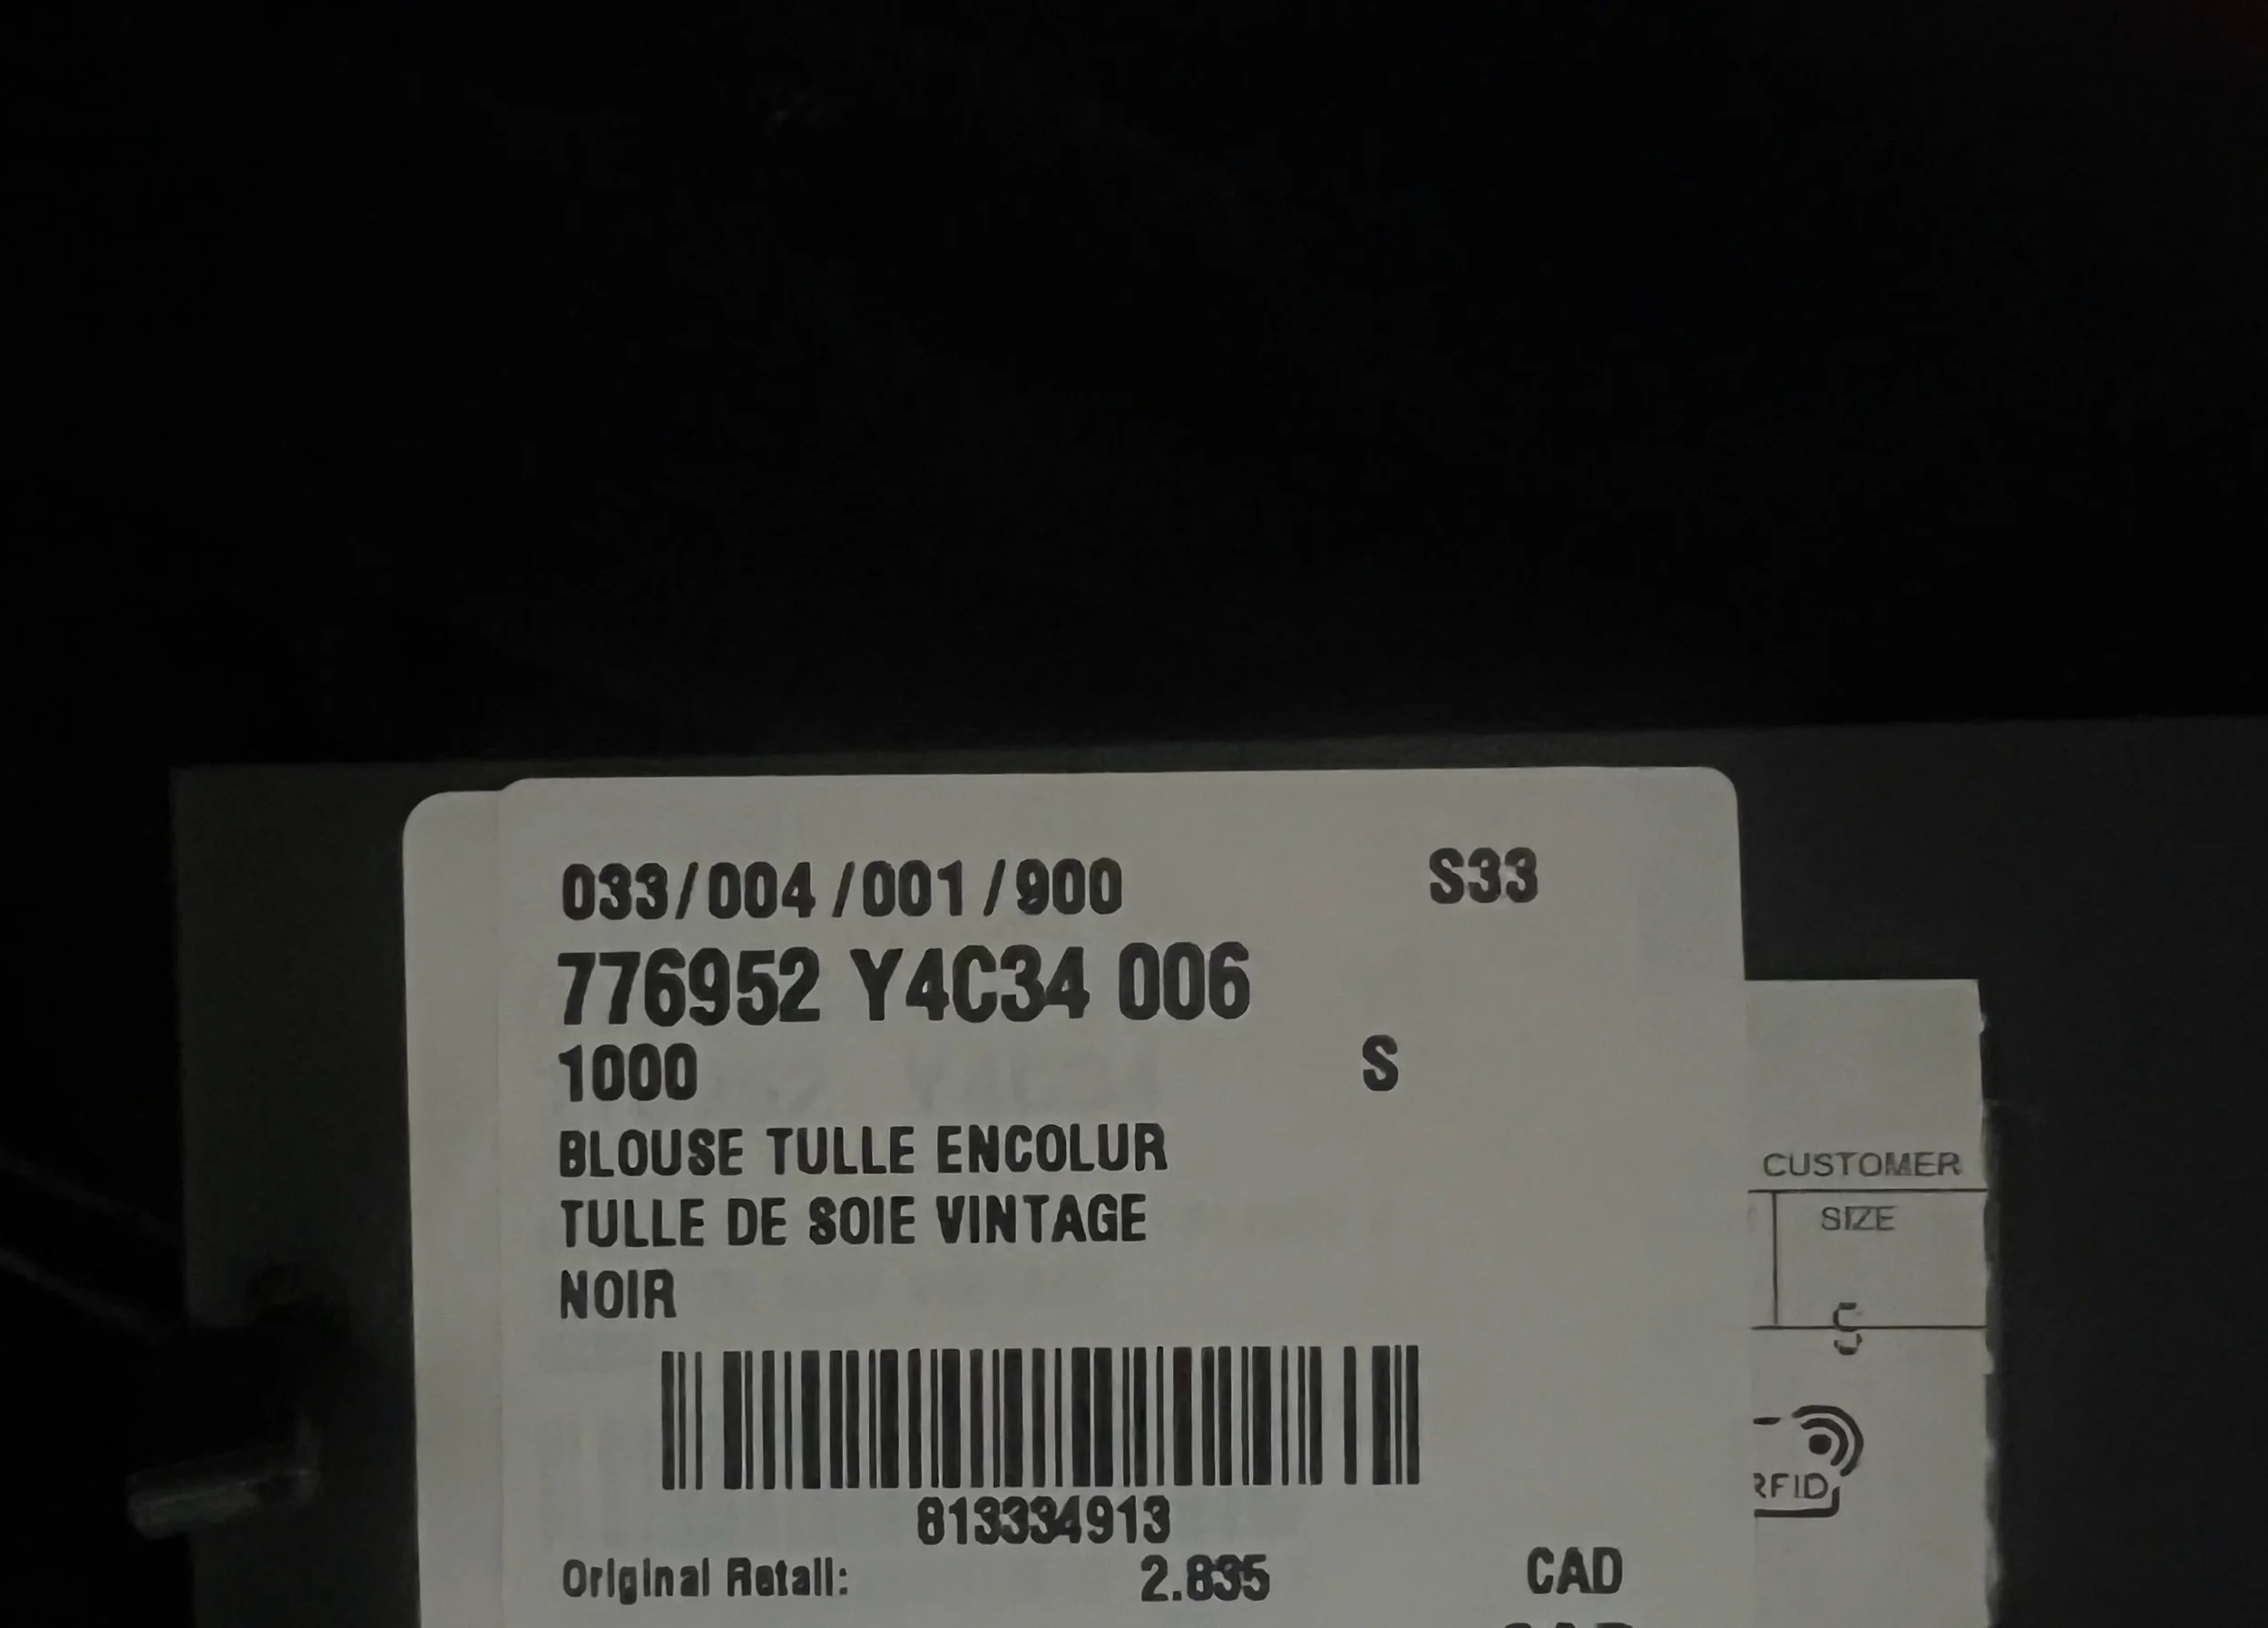 033/004/001/900 S33
776952 Y4C34 006
1000 S
BLOUSE TULLE ENCOLUR
TULLE DE SOIE VINTAGE
NOIR
813334913
Original Retail: 2.835 CAD
CUSTOMER
SIZE
RFID